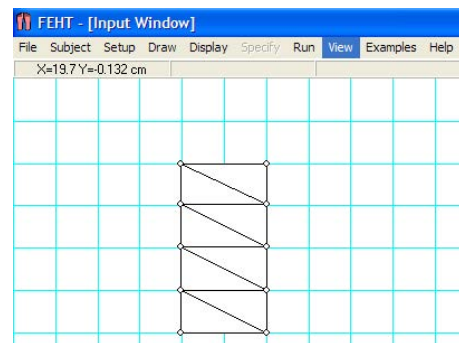 FEHT - [Input Window]
File Subject Setup Draw Display Specify Run View Examples Help
X=19.7 Y=-0.132 cm